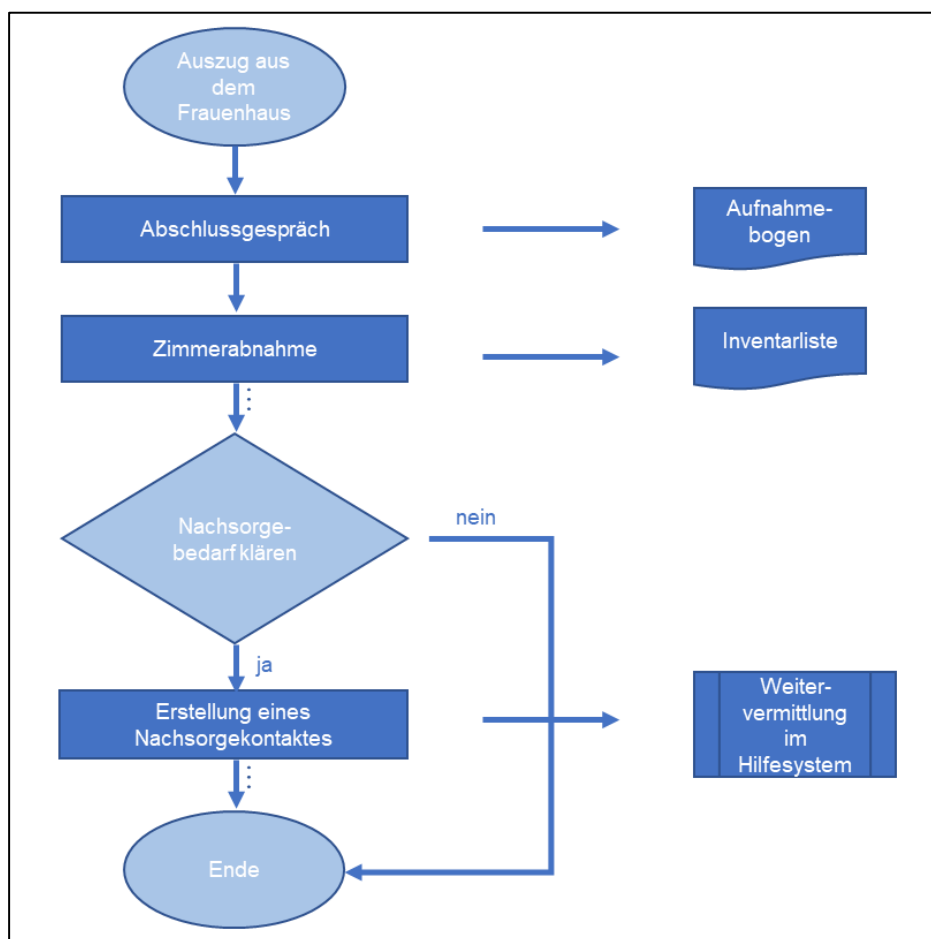 Auszug aus
dem
Frauenhaus
Abschlussgespräch
Aufnahme-
bogen
Zimmerabnahme
Inventarliste
Nachsorge-
bedarf klären
nein
ja
Erstellung eines
Nachsorgekontaktes
Weiter-
vermittlung
im
Hilfesystem
Ende